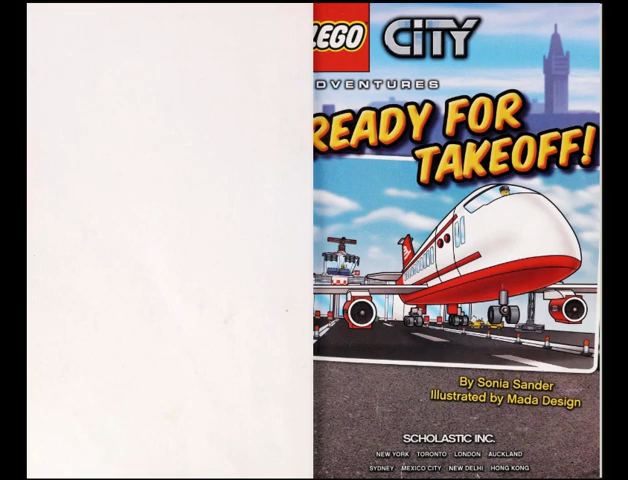 LEGO CITY
ADVENTURES
READY FOR
TAKEOFF!
By Sonia Sander
Illustrated by Mada Design
SCHOLASTIC INC.
NEW YORK TORONTO LONDON AUCKLAND
SYDNEY MEXICO CITY NEW DELHI HONG KONG